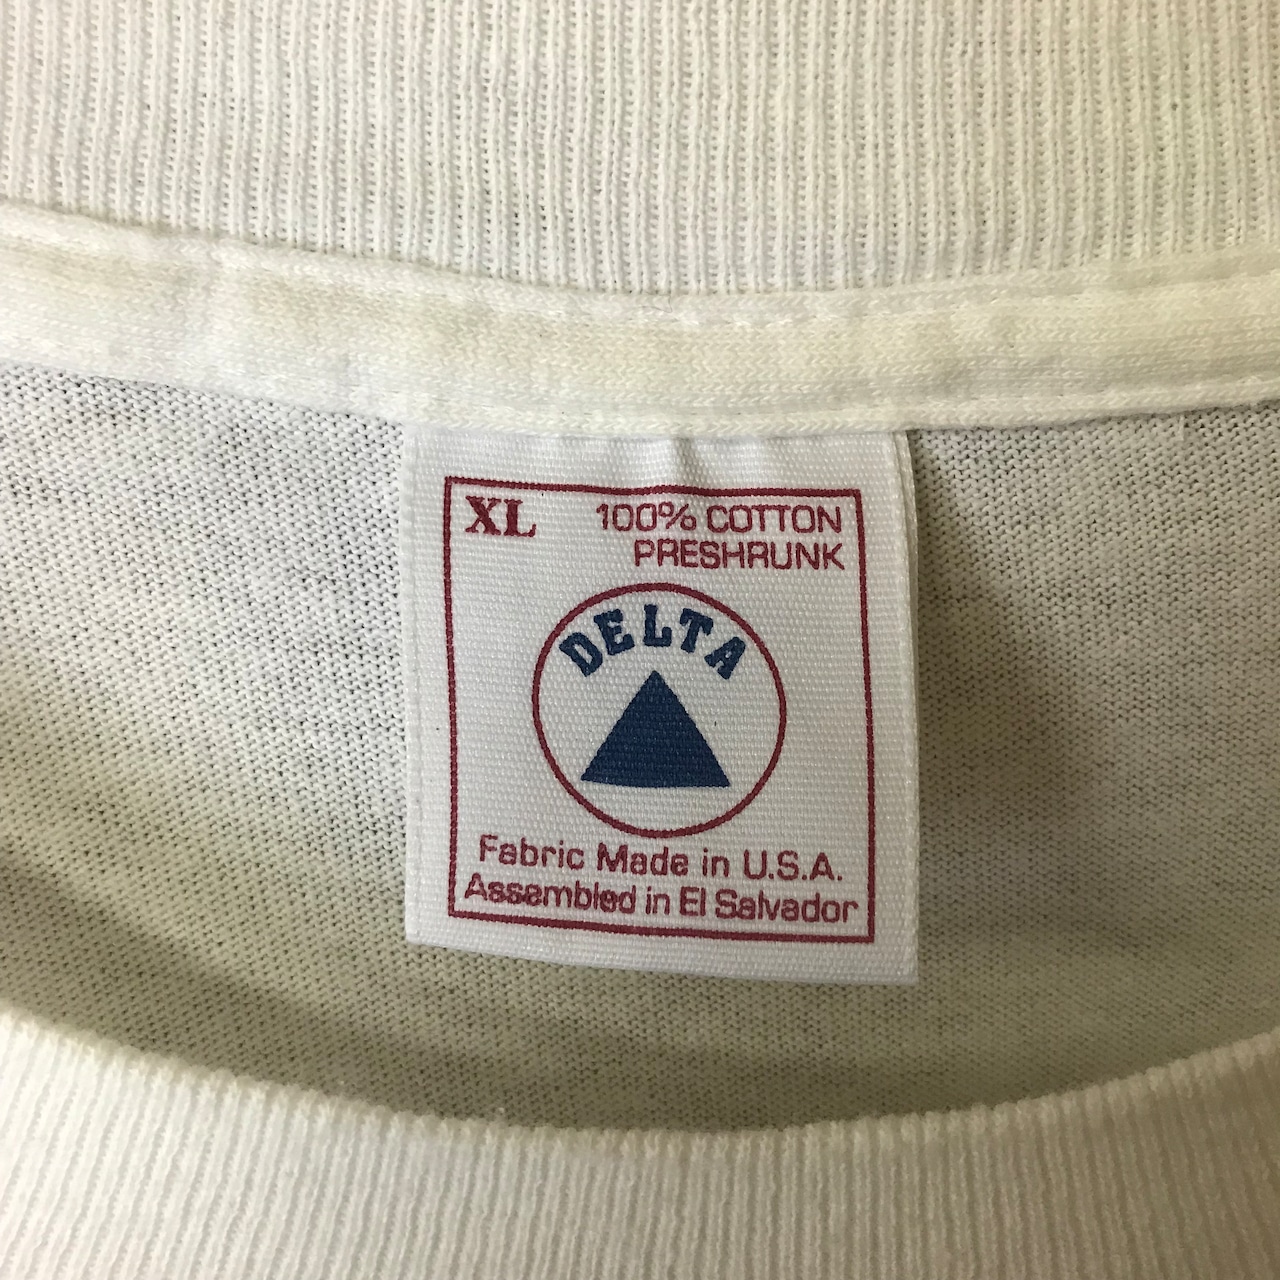 XL 100% COTTON
PRESHRUNK
DELTA
Fabric Made in U.S.A.
Assembled in El Salvador